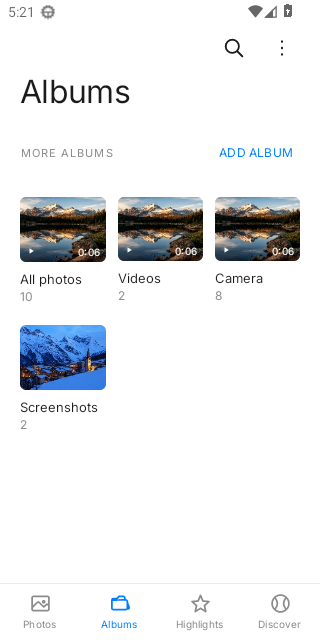 5:21
Albums
MORE ALBUMS
ADD ALBUM
0:06
0:06
0:06
All photos
Videos
Camera
10
2
8
Screenshots
2
Photos
Albums
Highlights
Discover